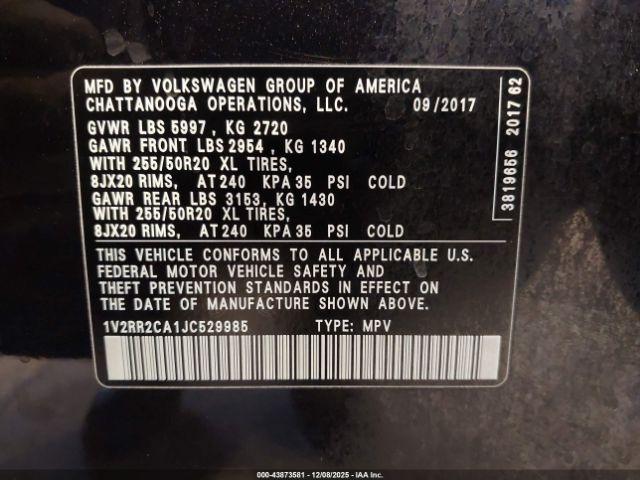 MFD BY VOLKSWAGEN GROUP OF AMERICA
CHATTANOOGA OPERATIONS, LLC. 09/2017
GVWR LBS 5997, KG 2720
GAWR FRONT LBS 2954, KG 1340
WITH 255/50R20 XL TIRES,
8JX20 RIMS, AT 240 KPA 35 PSI COLD
GAWR REAR LBS 3153, KG 1430
WITH 255/50R20 XL TIRES,
8JX20 RIMS, AT 240 KPA 35 PSI COLD
THIS VEHICLE CONFORMS TO ALL APPLICABLE U.S.
FEDERAL MOTOR VEHICLE SAFETY AND
THEFT PREVENTION STANDARDS IN EFFECT ON
THE DATE OF MANUFACTURE SHOWN ABOVE.
1V2RR2CA1JC529985 TYPE: MPV
3819656 2017 62
000-43873581 - 12/08/2025 - IAA Inc.